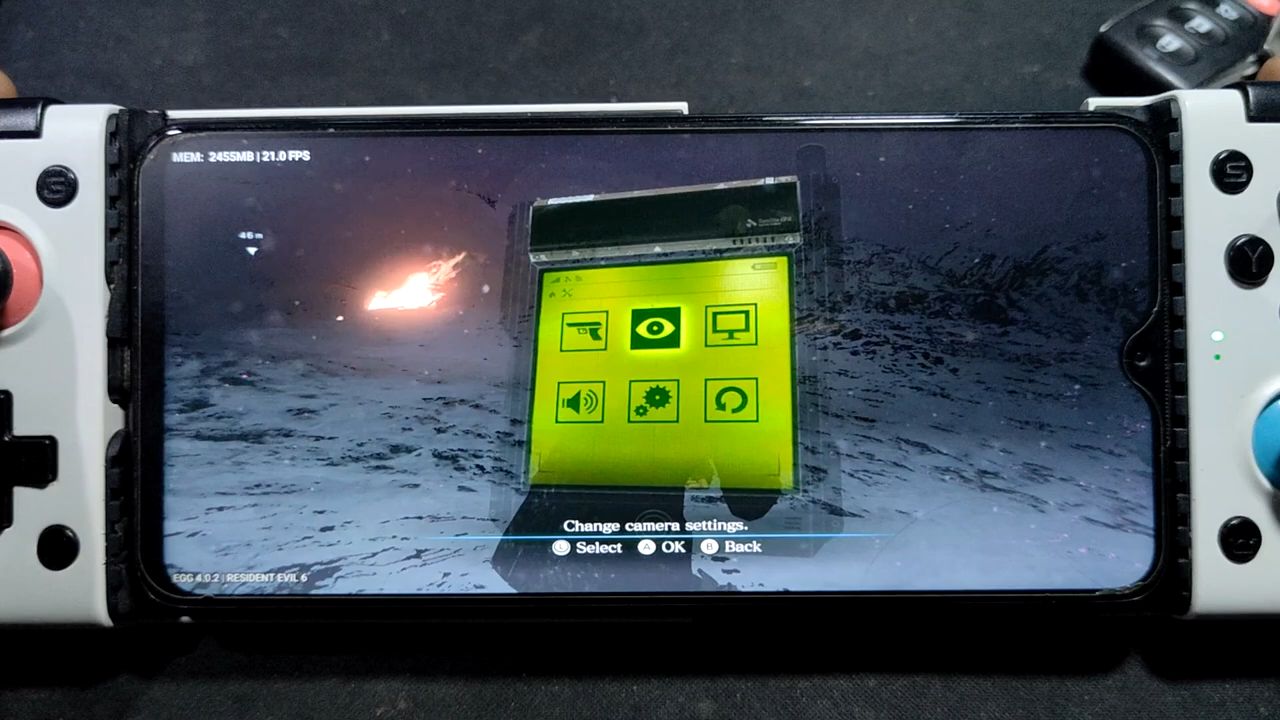 MEM: 2455MB | 21.0 FPS
46 m
Change camera settings.
L Select A OK B Back
EGG 4.0.2 | RESIDENT EVIL 6
S
S
Y